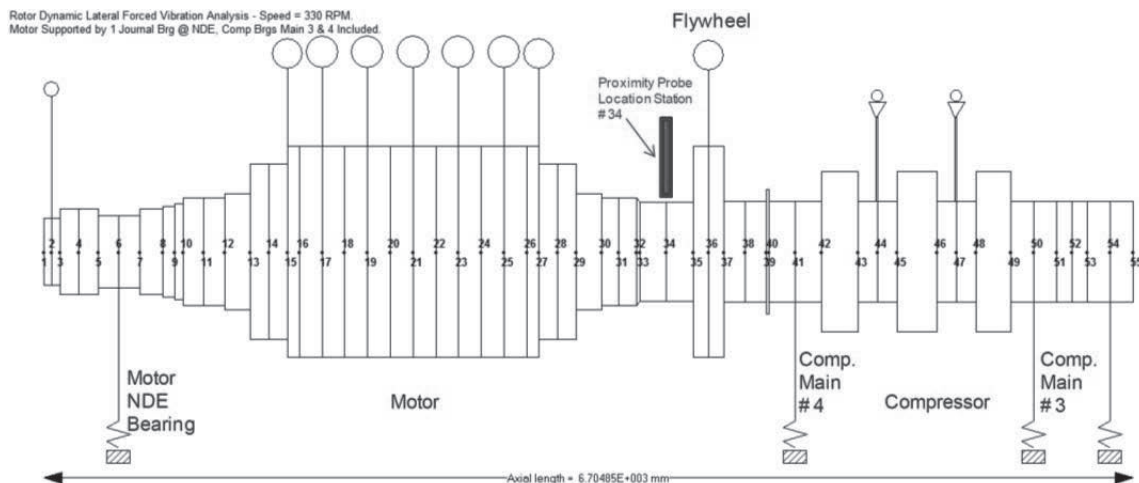 Rotor Dynamic Lateral Forced Vibration Analysis - Speed = 330 RPM.
Motor Supported by 1 Journal Brg @ NDE, Comp Brgs Main 3 & 4 Included.
Flywheel
Proximity Probe
Location Station
# 34
2 4 6 8 10 12 14 16 18 20 22 24 26 28 30 32 34 36 38 40 42 44 46 48 50 52 54
1 3 5 7 9 11 13 15 17 19 21 23 25 27 29 31 33 35 37 39 41 43 45 47 49 51 53 55
Motor
NDE
Bearing
Motor
Comp.
Main
# 4
Compressor
Comp.
Main
# 3
Axial length = 6.70485E+003 mm